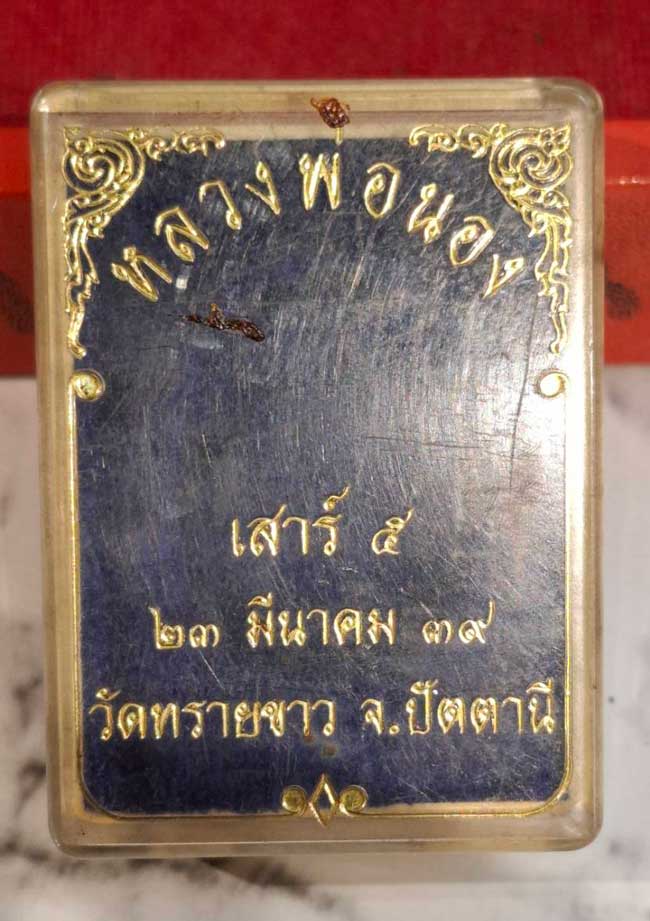 หลวงพ่อนอง
เสาร์ ๕
๒๓ มีนาคม ๓๙
วัดทรายขาว จ.ปัตตานี